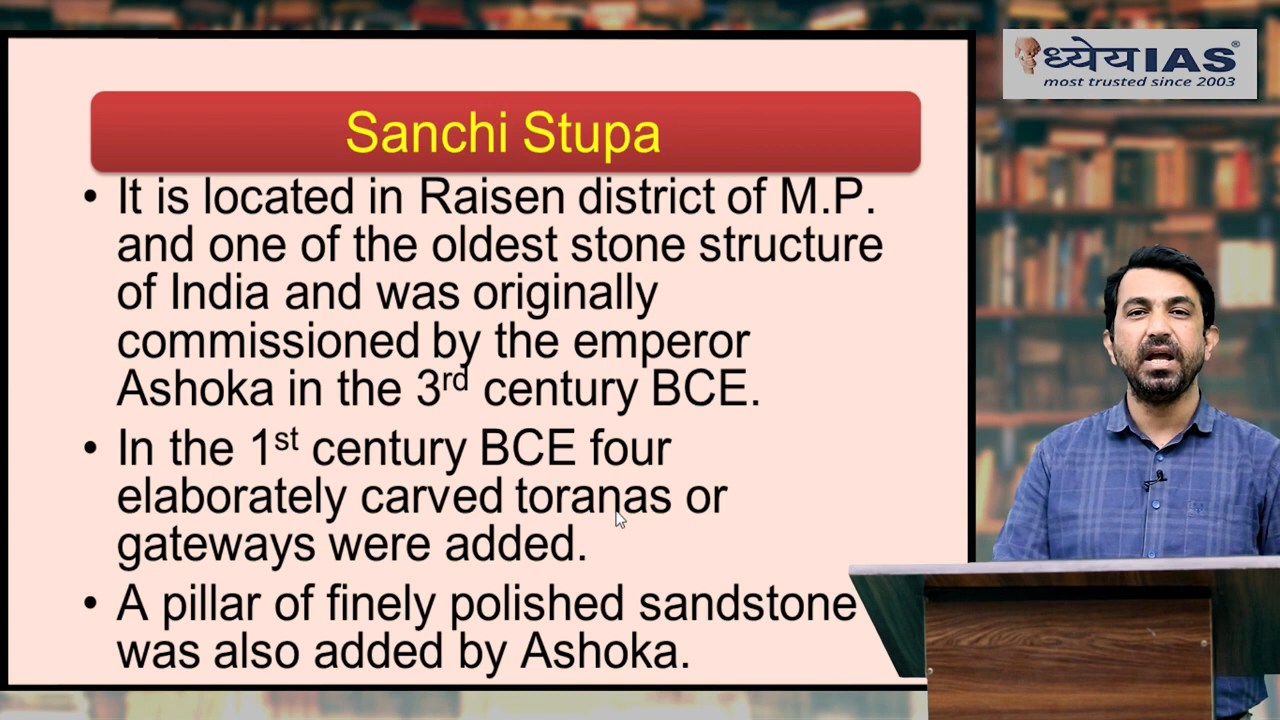 ध्येयIAS®
most trusted since 2003
Sanchi Stupa
• It is located in Raisen district of M.P.
and one of the oldest stone structure
of India and was originally
commissioned by the emperor
Ashoka in the 3rd century BCE.
• In the 1st century BCE four
elaborately carved toranas or
gateways were added.
• A pillar of finely polished sandstone
was also added by Ashoka.